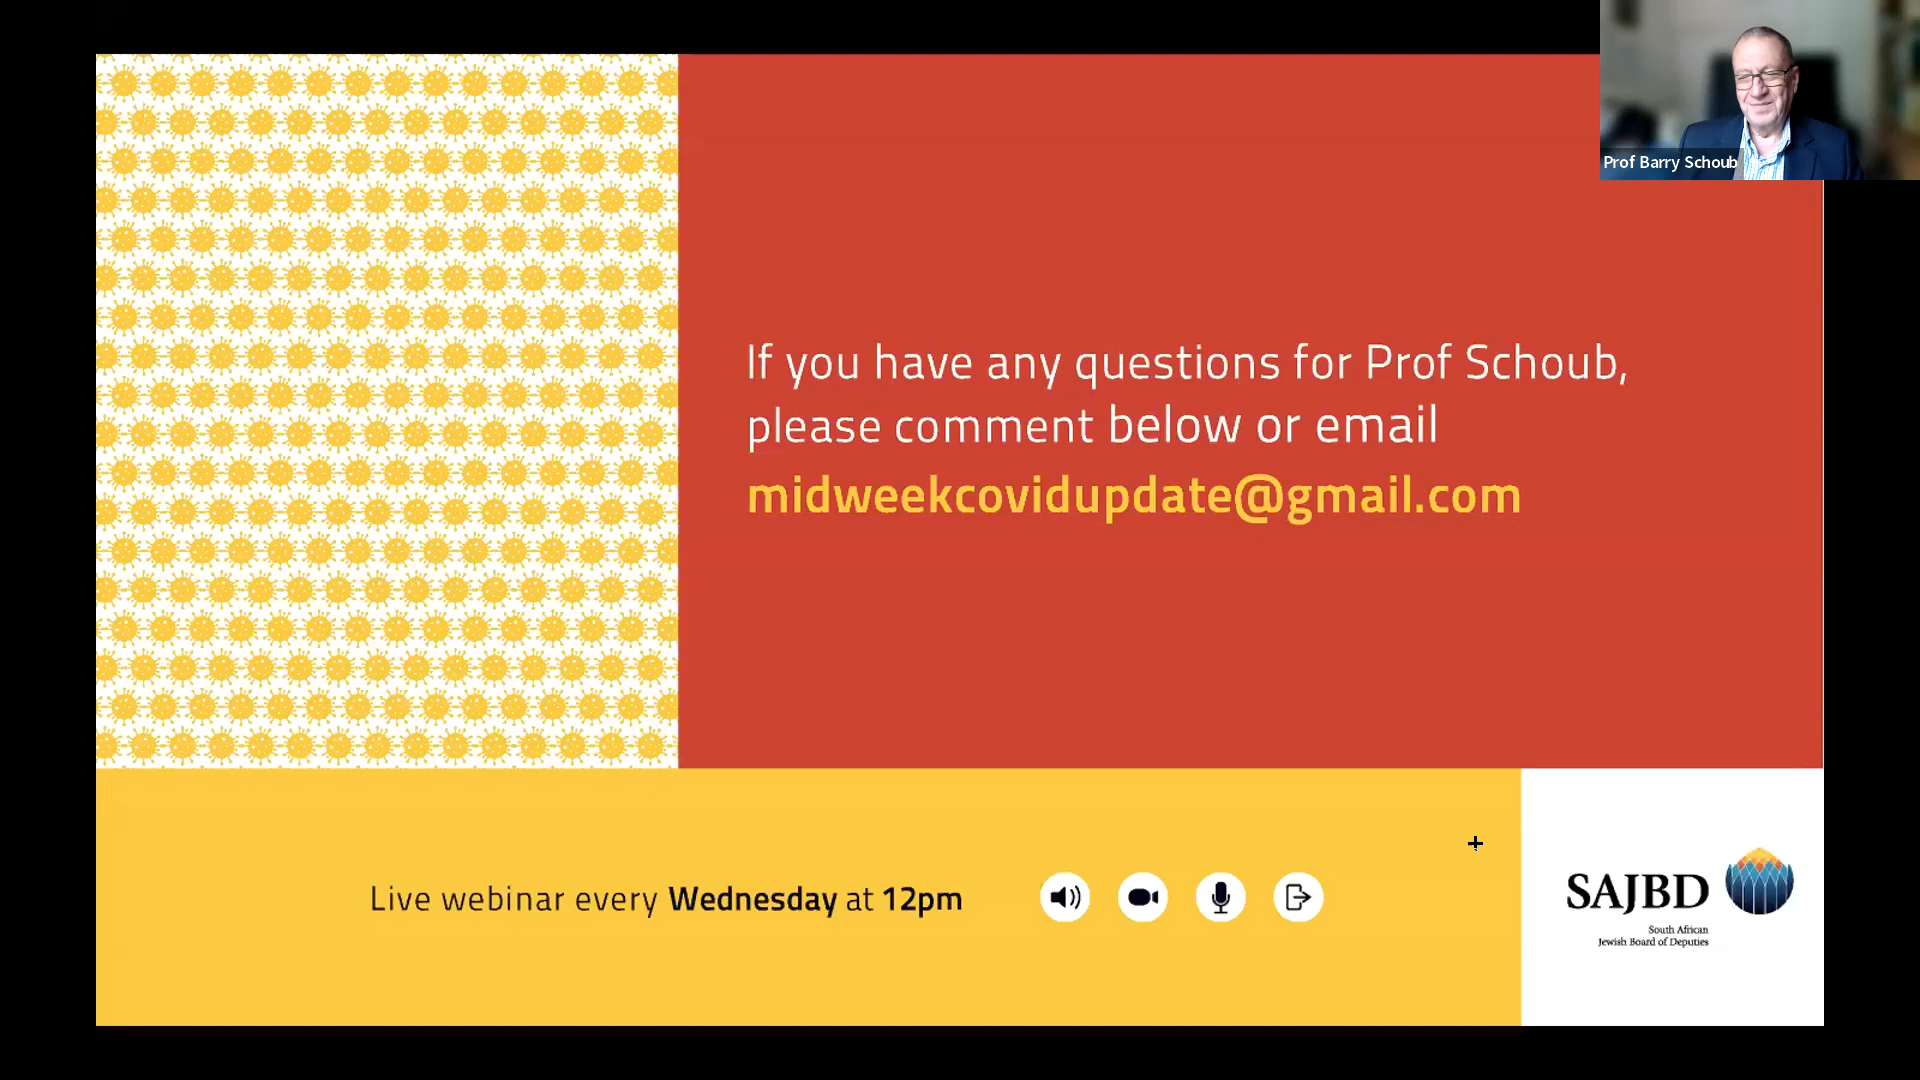 Prof Barry Schoub
If you have any questions for Prof Schoub,
please comment below or email
midweekcovidupdate@gmail.com
Live webinar every Wednesday at 12pm
SAJBD
South African
Jewish Board of Deputies